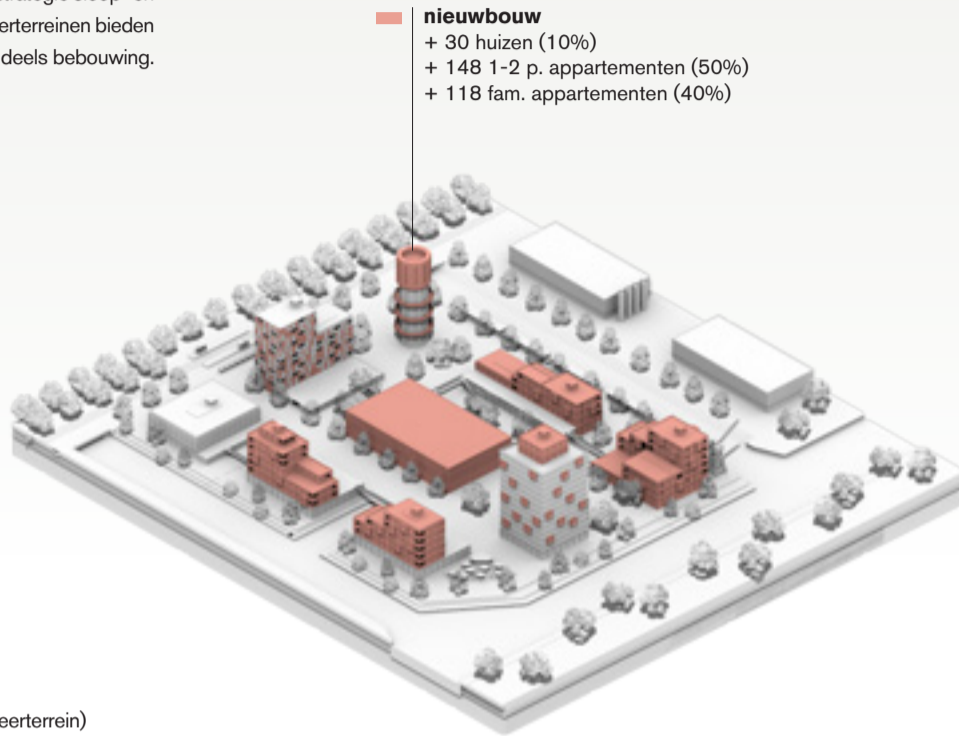 erterreinen bieden
deels bebouwing.
nieuwbouw
+ 30 huizen (10%)
+ 148 1-2 p. appartementen (50%)
+ 118 fam. appartementen (40%)
eerterrein)